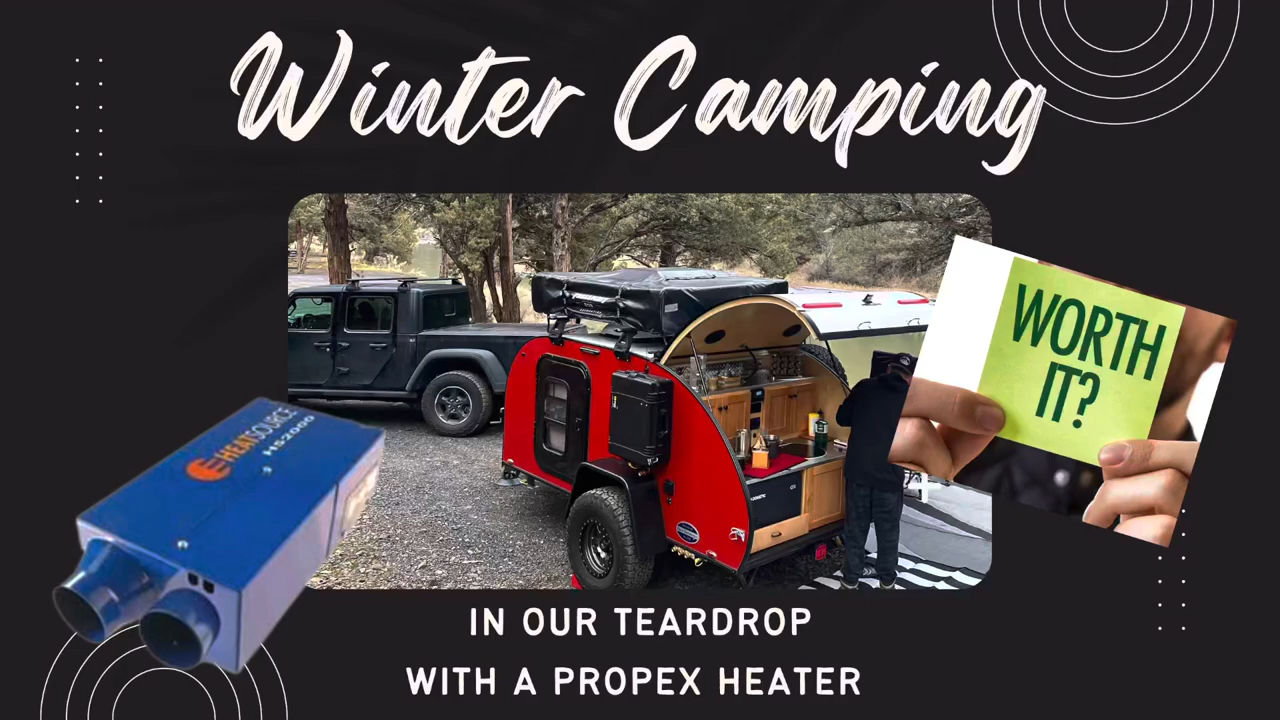 Winter Camping
HEATSOURCE
HS2000
WORTH
IT?
IN OUR TEARDROP
WITH A PROPEX HEATER